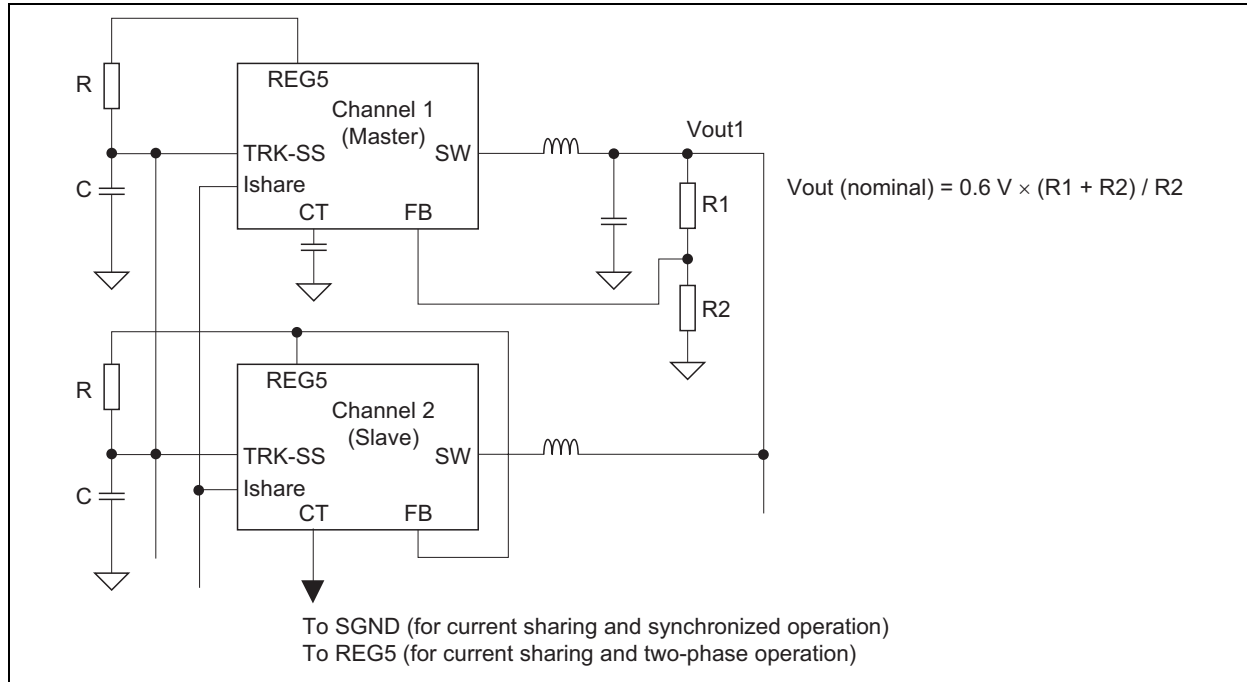 REG5
R
Channel 1
(Master)
Vout1
TRK-SS
SW
C
Ishare
CT
FB
R1
Vout (nominal) = 0.6 V × (R1 + R2) / R2
R2
REG5
R
Channel 2
(Slave)
TRK-SS
SW
C
Ishare
CT
FB
To SGND (for current sharing and synchronized operation)
To REG5 (for current sharing and two-phase operation)